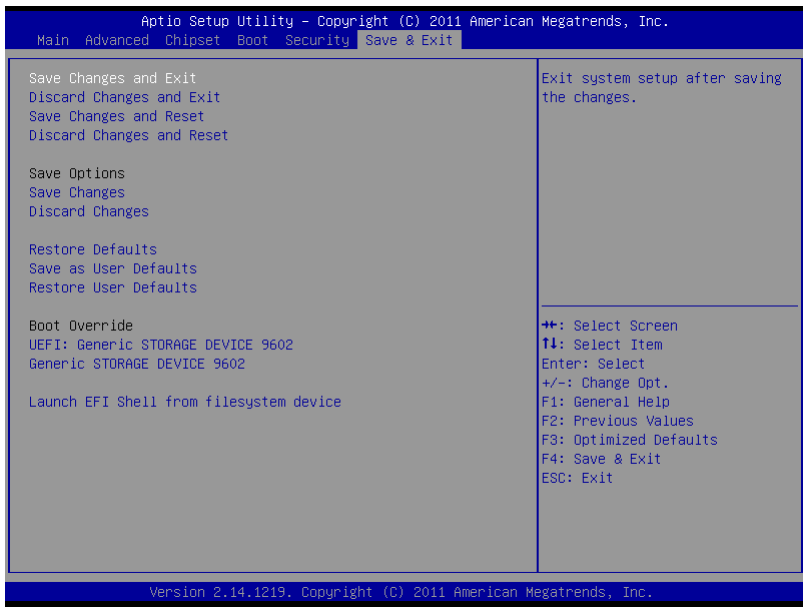 Aptio Setup Utility – Copyright (C) 2011 American Megatrends, Inc.
Main Advanced Chipset Boot Security Save & Exit
Save Changes and Exit
Discard Changes and Exit
Save Changes and Reset
Discard Changes and Reset
Save Options
Save Changes
Discard Changes
Restore Defaults
Save as User Defaults
Restore User Defaults
Boot Override
UEFI: Generic STORAGE DEVICE 9602
Generic STORAGE DEVICE 9602
Launch EFI Shell from filesystem device
Exit system setup after saving
the changes.
→←: Select Screen
↑↓: Select Item
Enter: Select
+/-: Change Opt.
F1: General Help
F2: Previous Values
F3: Optimized Defaults
F4: Save & Exit
ESC: Exit
Version 2.14.1219. Copyright (C) 2011 American Megatrends, Inc.